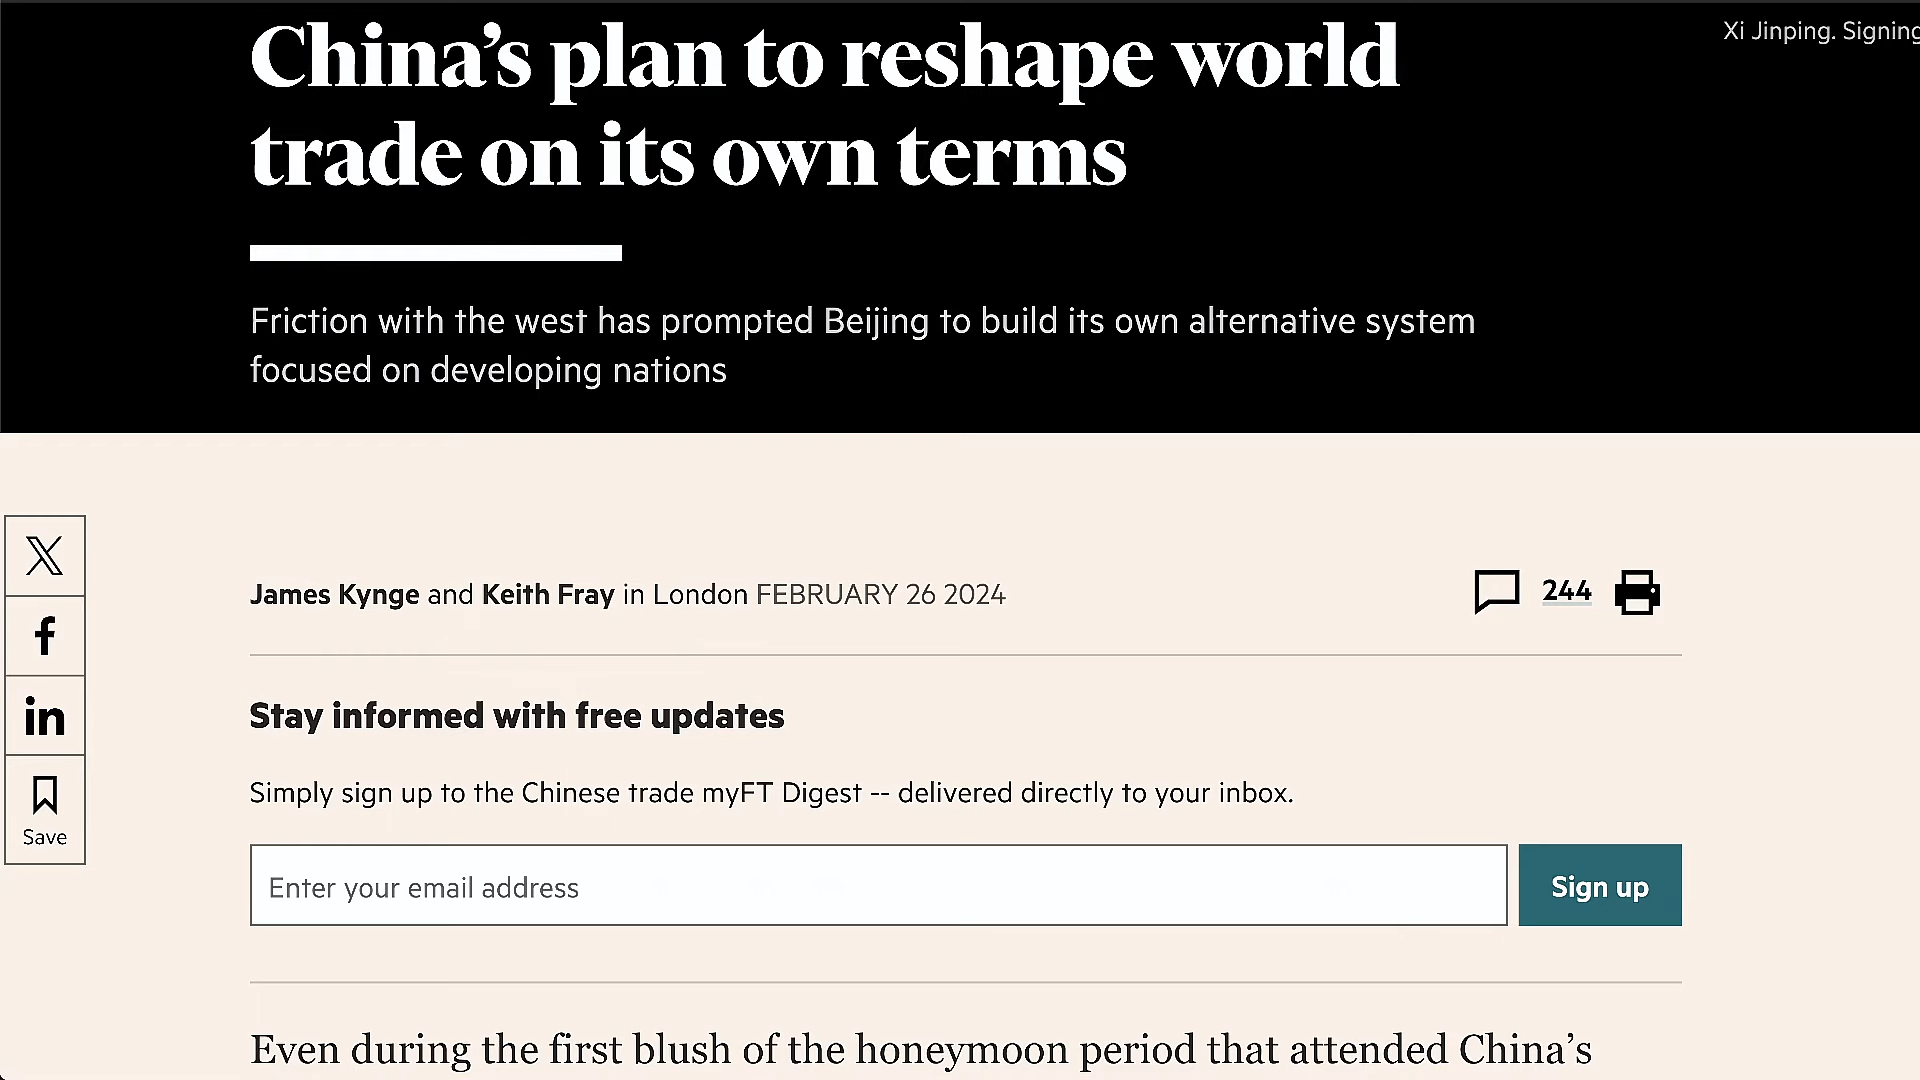 Xi Jinping. Signing
China’s plan to reshape world
trade on its own terms
Friction with the west has prompted Beijing to build its own alternative system
focused on developing nations
X
f
in
Save
James Kynge and Keith Fray in London FEBRUARY 26 2024
244
Stay informed with free updates
Simply sign up to the Chinese trade myFT Digest -- delivered directly to your inbox.
Enter your email address
Sign up
Even during the first blush of the honeymoon period that attended China’s